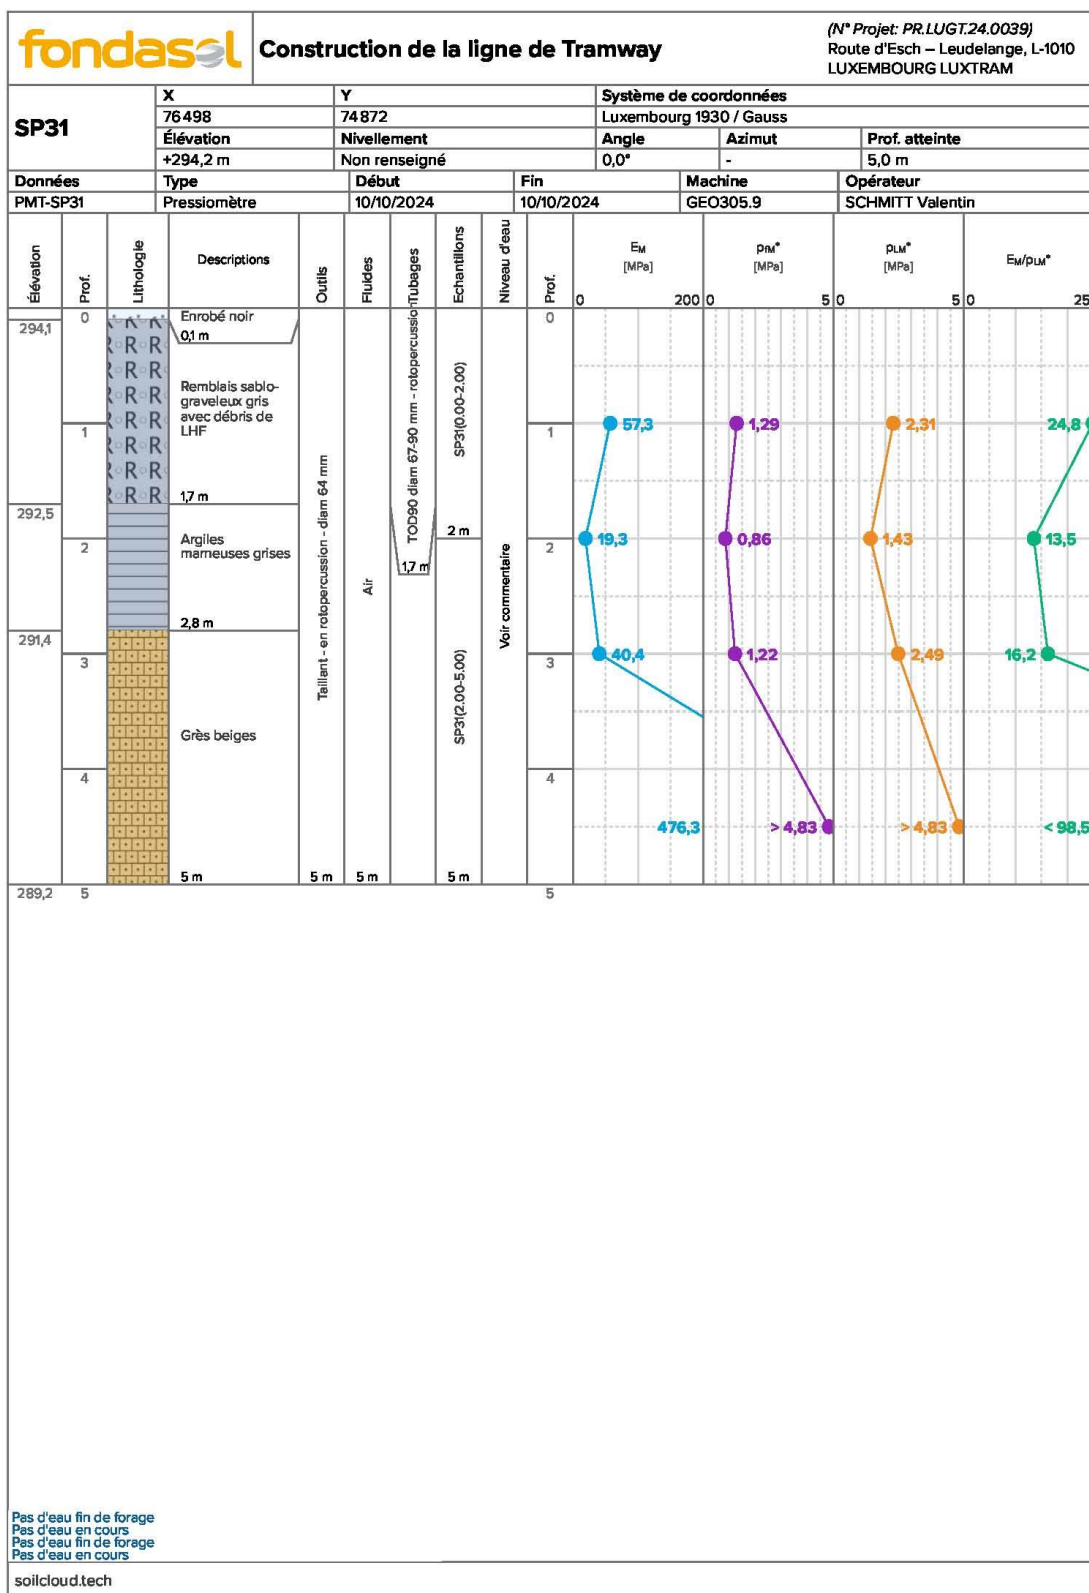 fondasol
Construction de la ligne de Tramway
(N° Projet: PR.LUGT.24.0039)
Route d'Esch – Leudelange, L-1010
LUXEMBOURG LUXTRAM
SP31
X Y Système de coordonnées
76 498 74 872 Luxembourg 1930 / Gauss
Élévation Nivellement Angle Azimut Prof. atteinte
+294,2 m Non renseigné 0,0° - 5,0 m
Données Type Début Fin Machine Opérateur
PMT-SP31 Pressiomètre 10/10/2024 10/10/2024 GEO305.9 SCHMITT Valentin
Élévation
Prof.
Lithologie
Descriptions
Outils
Fluides
Tubages
Echantillons
Niveau d'eau
Prof.
EM
[MPa]
0 200
pfM*
[MPa]
0 5
pLM*
[MPa]
0 5
EM/pLM*
0 25
294,1
292,5
291,4
289,2
0
1
2
3
4
5
R R R
R R R
R R R
R R R
R R R
R R R
R R R
R R R
Enrobé noir
0,1 m
Remblais sablo-
graveleux gris
avec débris de
LHF
1,7 m
Argiles
marneuses grises
2,8 m
Grès beiges
5 m
Taillant - en rotopercussion - diam 64 mm
5 m
Air
5 m
TOD90 diam 67-90 mm - rotopercussion
1,7 m
SP31(0.00-2.00)
2 m
SP31(2.00-5.00)
5 m
Voir commentaire
0
1
2
3
4
5
57,3 1,29 2,31 24,8
19,3 0,86 1,43 13,5
40,4 1,22 2,49 16,2
476,3 > 4,83 > 4,83 < 98,5
Pas d'eau fin de forage
Pas d'eau en cours
Pas d'eau fin de forage
Pas d'eau en cours
soilcloud.tech